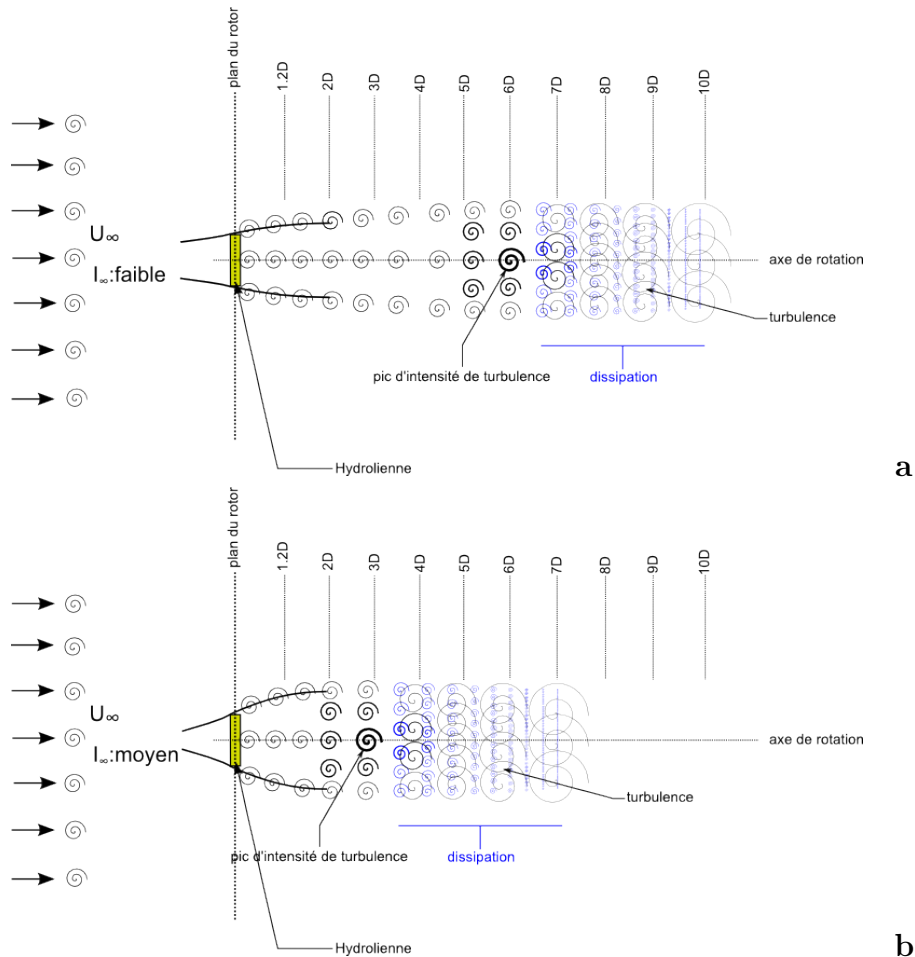 plan du rotor
1.2D
2D
3D
4D
5D
6D
7D
8D
9D
10D
U∞
I∞:faible
axe de rotation
turbulence
pic d'intensité de turbulence
dissipation
Hydrolienne
a
plan du rotor
1.2D
2D
3D
4D
5D
6D
7D
8D
9D
10D
U∞
I∞:moyen
axe de rotation
turbulence
pic d'intensité de turbulence
dissipation
Hydrolienne
b